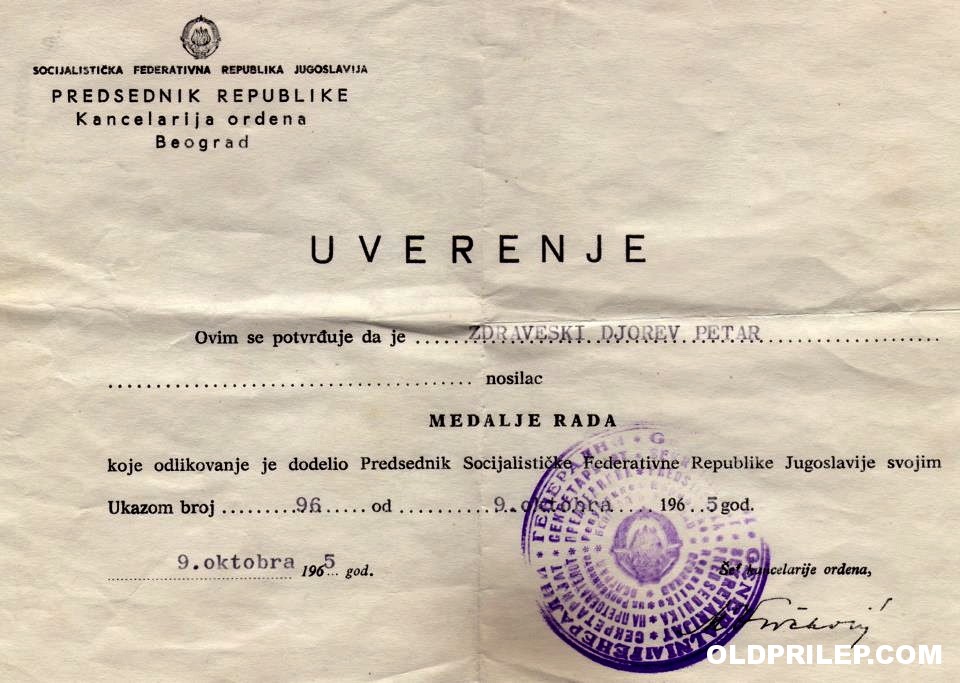 SOCIJALISTIČKA FEDERATIVNA REPUBLIKA JUGOSLAVIJA
PREDSEDNIK REPUBLIKE
Kancelarija ordena
Beograd
UVERENJE
Ovim se potvrđuje da je ZDRAVESKI DJOREV PETAR
nosilac
MEDALJE RADA
koje odlikovanje je dodelio Predsednik Socijalističke Federativne Republike Jugoslavije svojim
Ukazom broj 96 od 9.oktobra 1965 god.
9.oktobra 1965 god.
Šef kancelarije ordena,
OLDPRILEP.COM